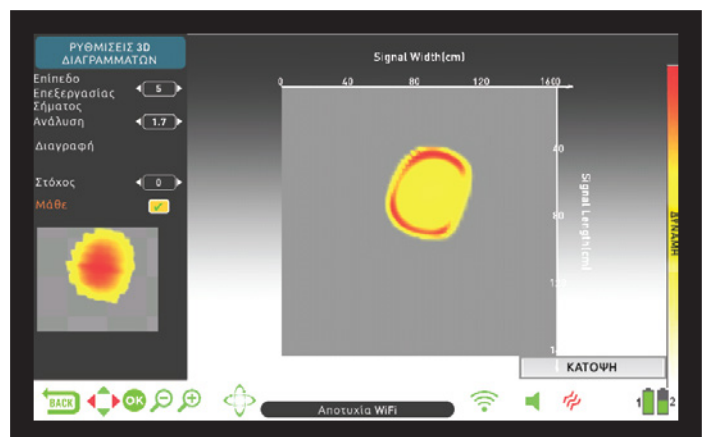 ΡΥΘΜΙΣΕΙΣ 3D
ΔΙΑΓΡΑΜΜΑΤΩΝ
Επίπεδο
Επεξεργασίας
Σήματος
5
Ανάλυση
1.7
Διαγραφή
Στόχος
0
Μάθε
Signal Width(cm)
0 40 80 120 160
0
40
80
Signal Length(cm)
ΔΥΝΑΜΗ
ΚΑΤΟΨΗ
BACK
OK
Αποτυχία WiFi
1
2